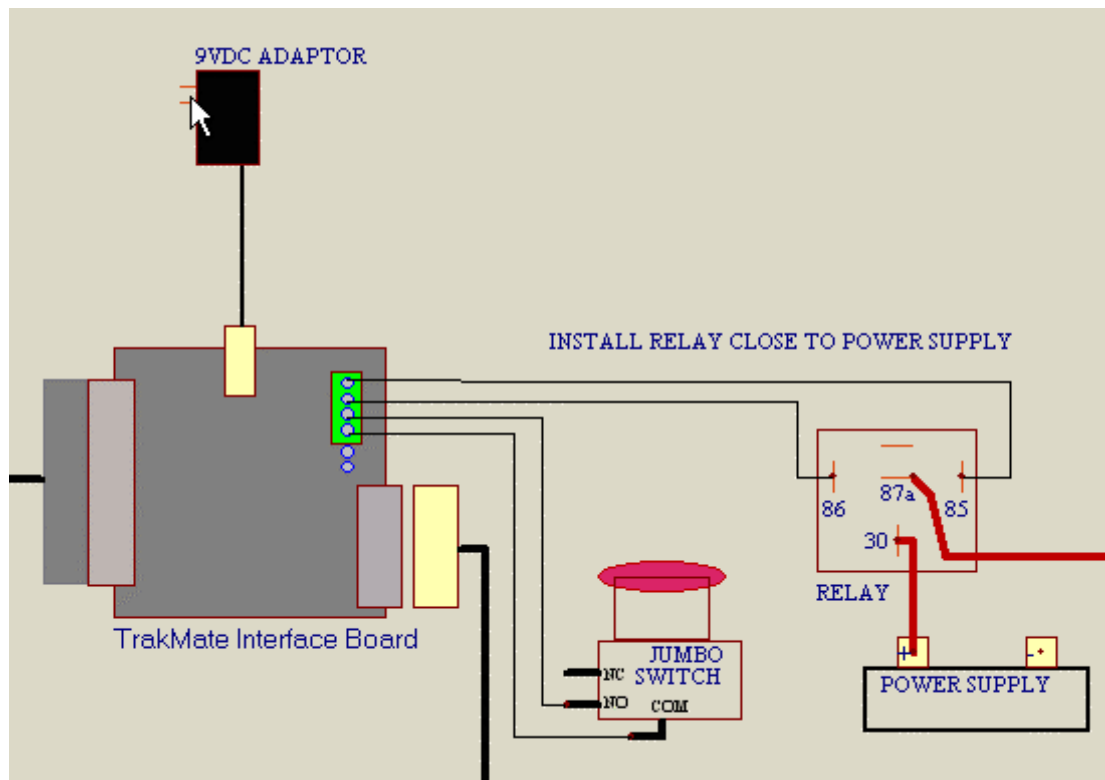 9VDC ADAPTOR
INSTALL RELAY CLOSE TO POWER SUPPLY
86
87a
85
30
RELAY
TrakMate Interface Board
JUMBO
SWITCH
NC
NO
COM
+
-
POWER SUPPLY